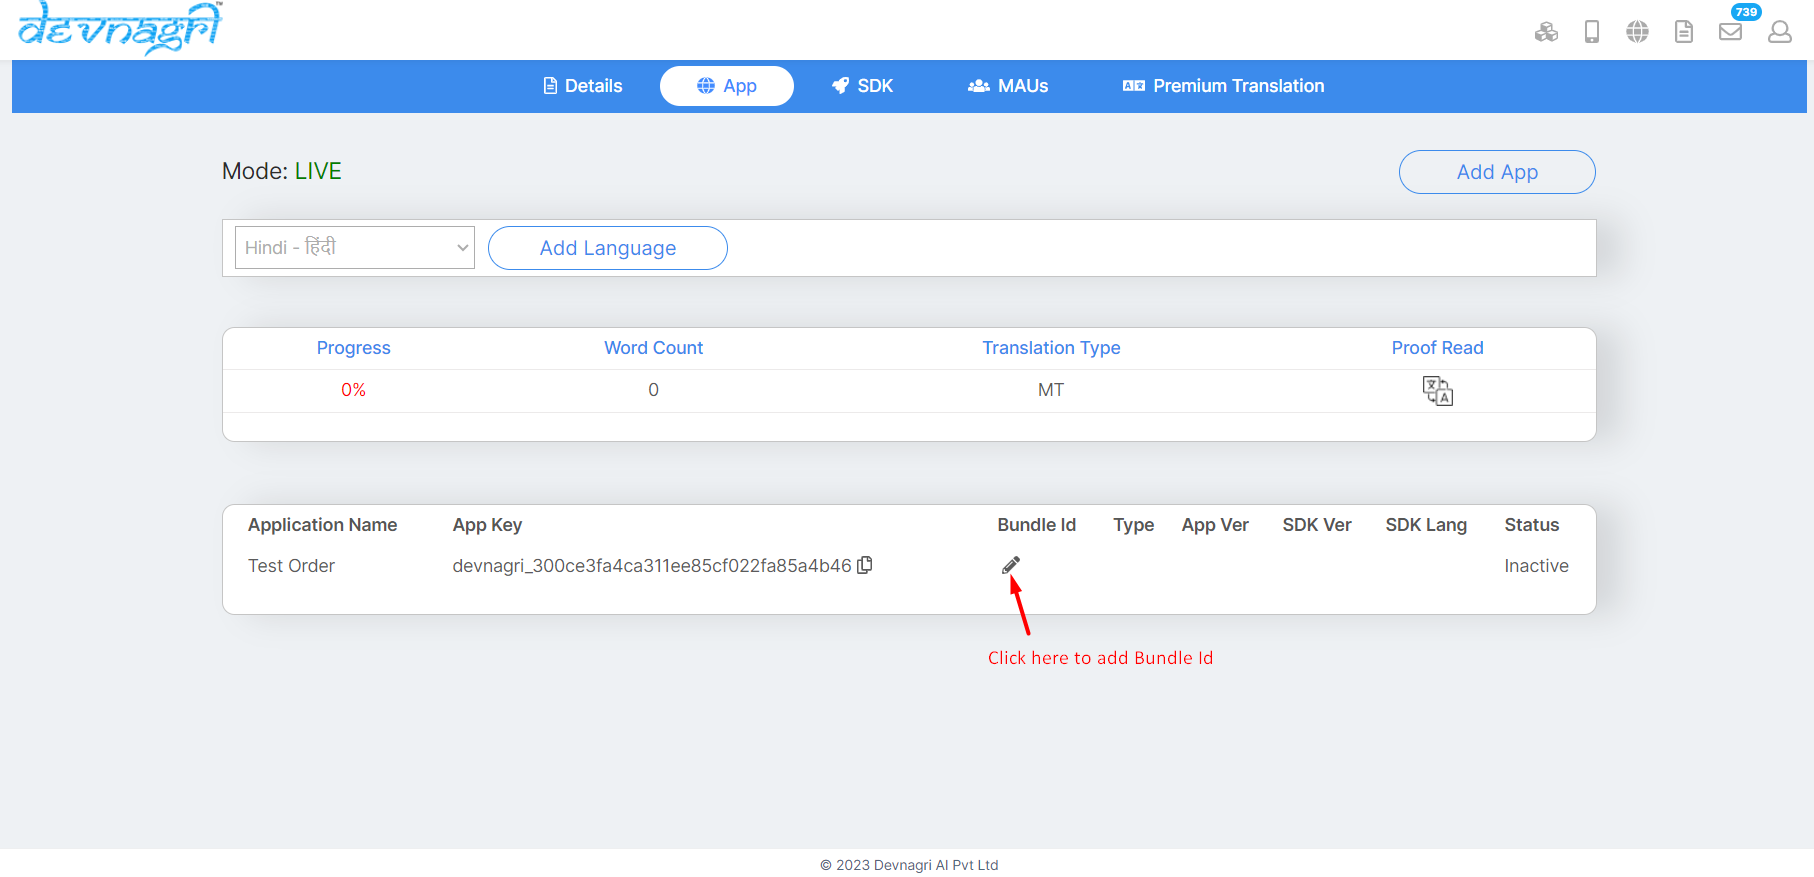 devnagri™
739
Details App SDK MAUs Premium Translation
Mode: LIVE
Add App
Hindi - हिंदी
Add Language
Progress Word Count Translation Type Proof Read
0% 0 MT
Application Name App Key Bundle Id Type App Ver SDK Ver SDK Lang Status
Test Order devnagri_300ce3fa4ca311ee85cf022fa85a4b46 Inactive
Click here to add Bundle Id
© 2023 Devnagri AI Pvt Ltd